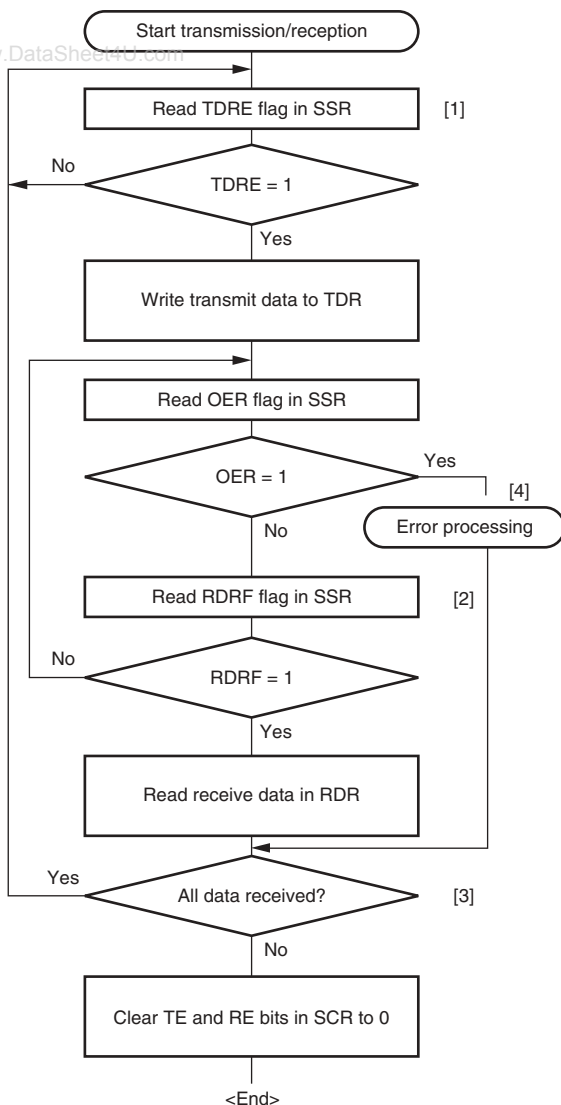 Start transmission/reception
w.DataSheet4U.com
Read TDRE flag in SSR
[1]
No
TDRE = 1
Yes
Write transmit data to TDR
Read OER flag in SSR
Yes
OER = 1
[4]
No
Error processing
Read RDRF flag in SSR
[2]
No
RDRF = 1
Yes
Read receive data in RDR
Yes
All data received?
[3]
No
Clear TE and RE bits in SCR to 0
<End>